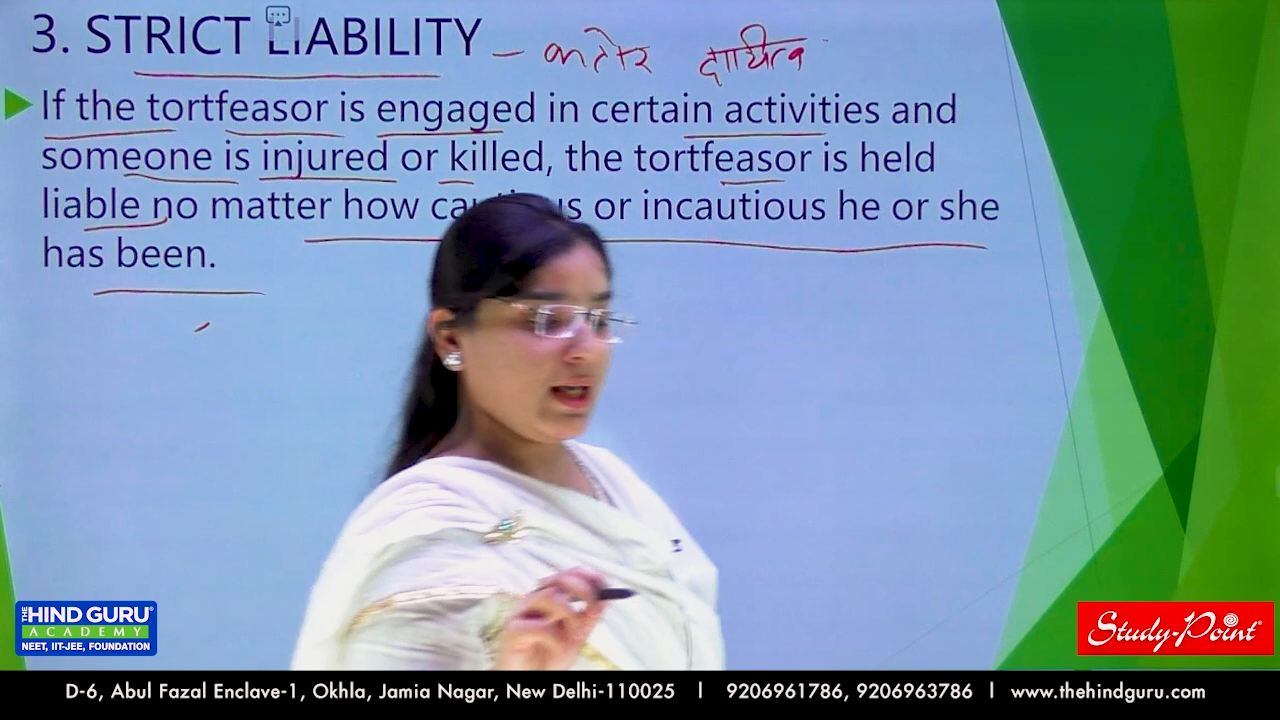 3. STRICT LIABILITY – कठोर दायित्व
If the tortfeasor is engaged in certain activities and
someone is injured or killed, the tortfeasor is held
liable no matter how or incautious he or she
has been.
THE HIND GURU®
ACADEMY
NEET, IIT-JEE, FOUNDATION
Study-Point®
D-6, Abul Fazal Enclave-1, Okhla, Jamia Nagar, New Delhi-110025 | 9206961786, 9206963786 | www.thehindguru.com